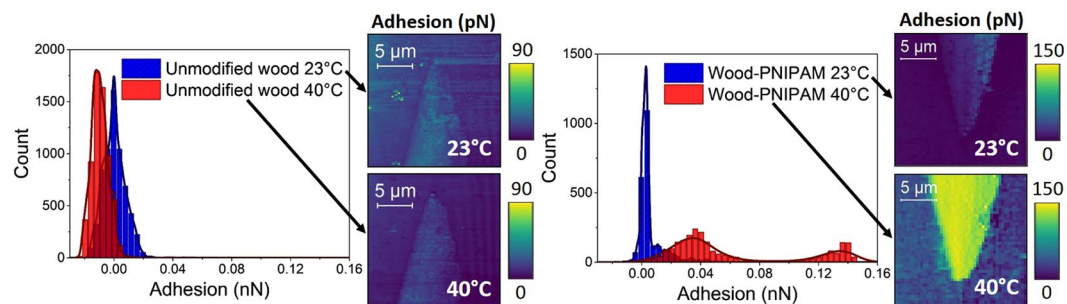 Adhesion (pN)
5 µm
90
0
23°C
5 µm
90
0
40°C
2000
1500
1000
500
0
Count
Unmodified wood 23°C
Unmodified wood 40°C
0.00
0.04
0.08
0.12
0.16
Adhesion (nN)
Adhesion (pN)
5 µm
150
0
23°C
5 µm
150
0
40°C
1500
1000
500
0
Count
Wood-PNIPAM 23°C
Wood-PNIPAM 40°C
0.00
0.04
0.08
0.12
0.16
Adhesion (nN)